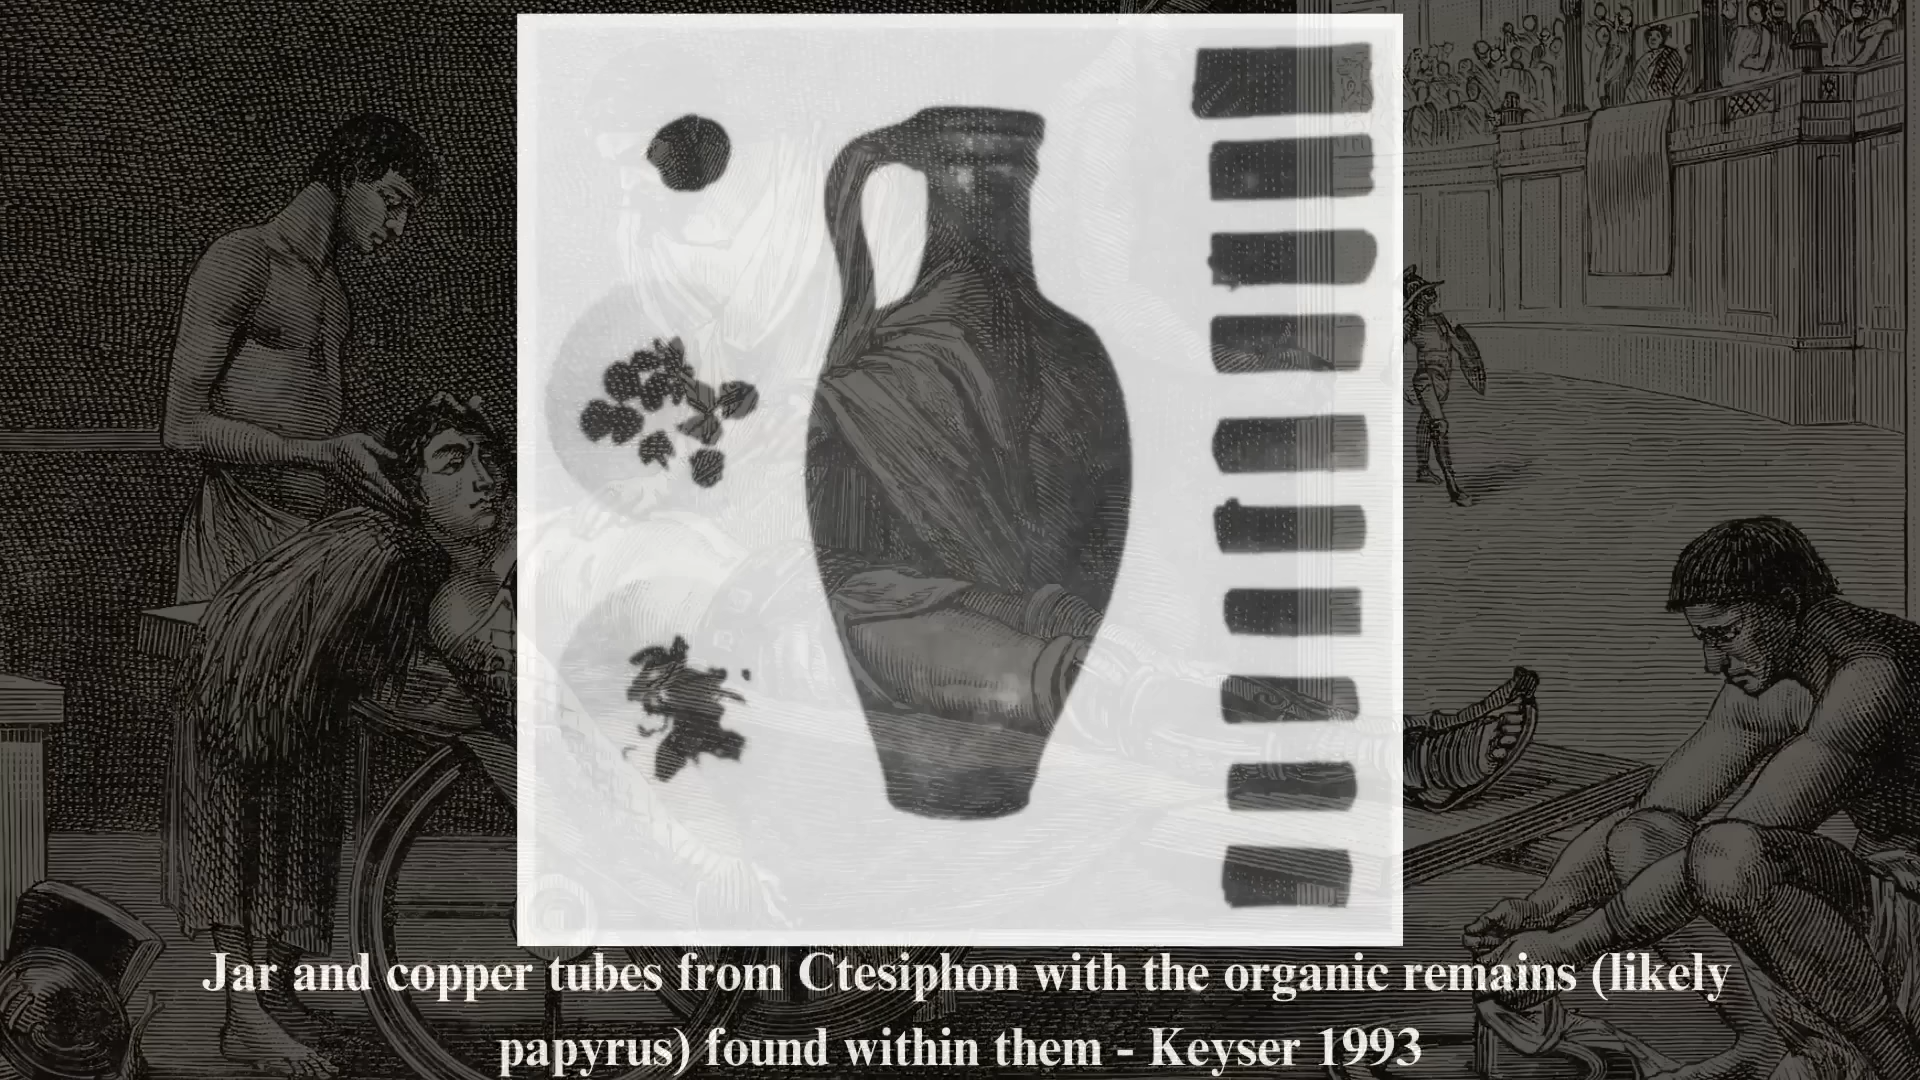 Jar and copper tubes from Ctesiphon with the organic remains (likely
papyrus) found within them - Keyser 1993